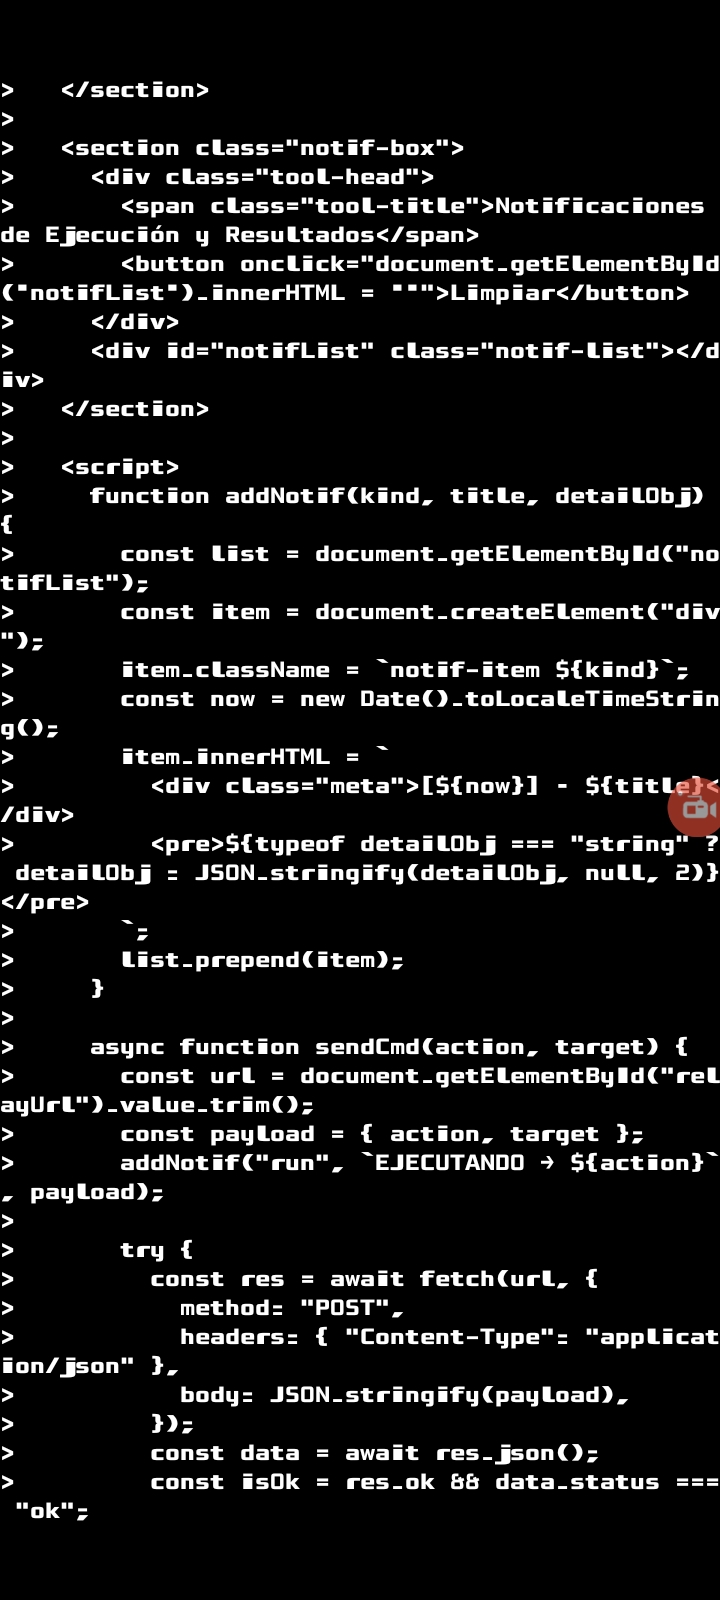 >   </section>
>
>   <section class="notif-box">
>     <div class="tool-head">
>       <span class="tool-title">Notificaciones
de Ejecución y Resultados</span>
>       <button onclick="document.getElementById
('notifList').innerHTML = ''">Limpiar</button>
>     </div>
>     <div id="notifList" class="notif-list"></d
iv>
>   </section>
>
>   <script>
>     function addNotif(kind, title, detailObj)
{
>       const list = document.getElementById("no
tifList");
>       const item = document.createElement("div
");
>       item.className = `notif-item ${kind}`;
>       const now = new Date().toLocaleTimeStrin
g();
>       item.innerHTML = `
>         <div class="meta">[${now}] - ${title}<
/div>
>         <pre>${typeof detailObj === "string" ?
 detailObj : JSON.stringify(detailObj, null, 2)}
</pre>
>       `;
>       list.prepend(item);
>     }
>
>     async function sendCmd(action, target) {
>       const url = document.getElementById("rel
ayUrl").value.trim();
>       const payload = { action, target };
>       addNotif("run", `EJECUTANDO → ${action}`
, payload);
>
>       try {
>         const res = await fetch(url, {
>           method: "POST",
>           headers: { "Content-Type": "applicat
ion/json" },
>           body: JSON.stringify(payload),
>         });
>         const data = await res.json();
>         const isOk = res.ok && data.status ===
 "ok";